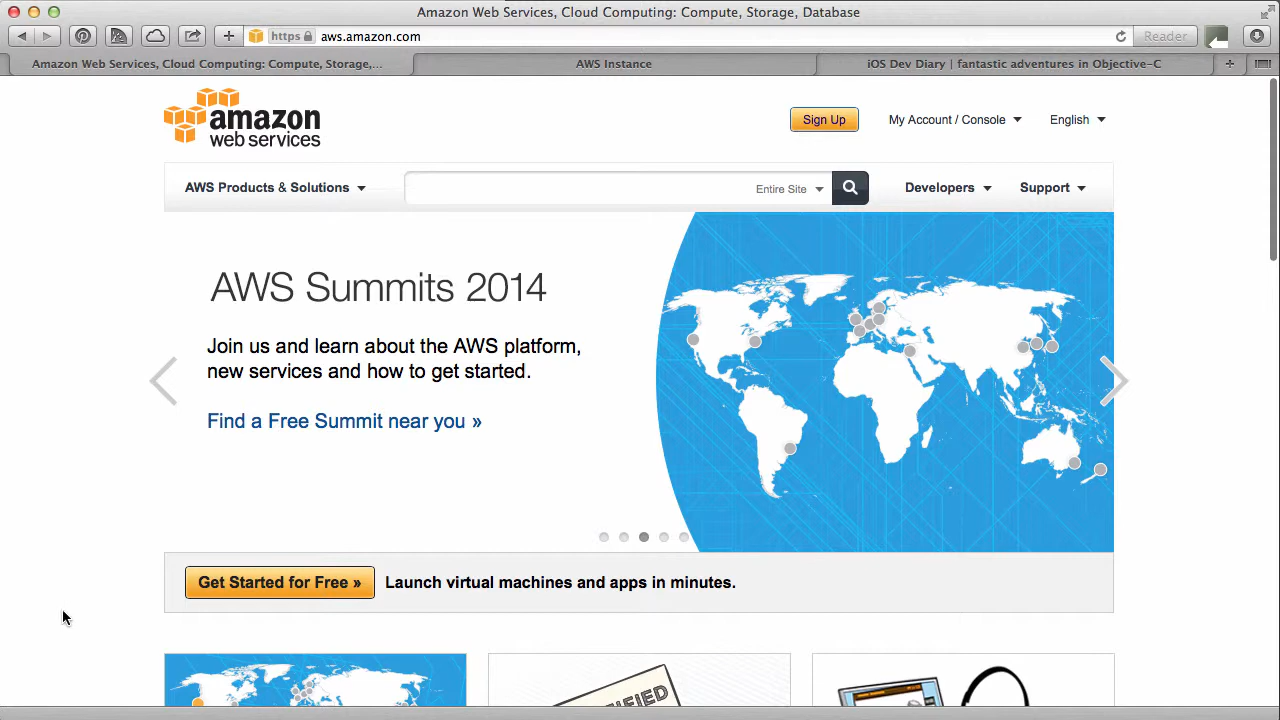 Amazon Web Services, Cloud Computing: Compute, Storage, Database
https aws.amazon.com Reader
Amazon Web Services, Cloud Computing: Compute, Storage,... AWS Instance iOS Dev Diary | fantastic adventures in Objective-C
amazon
web services
Sign Up My Account / Console English
AWS Products & Solutions Entire Site Developers Support
AWS Summits 2014
Join us and learn about the AWS platform,
new services and how to get started.
Find a Free Summit near you »
Get Started for Free » Launch virtual machines and apps in minutes.